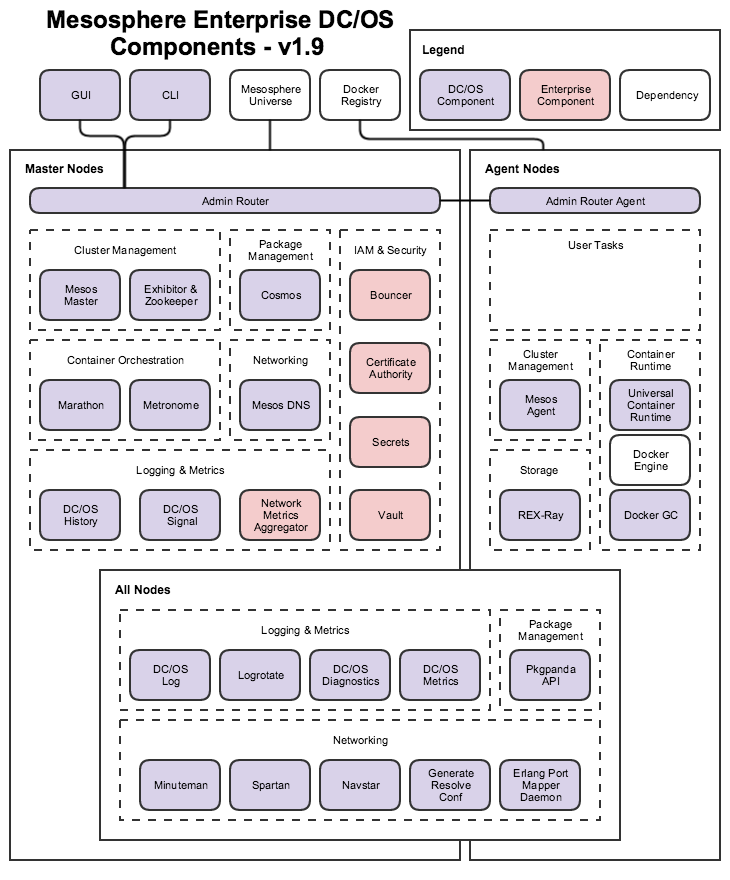 Mesosphere Enterprise DC/OS
Components - v1.9
Legend
DC/OS
Component
Enterprise
Component
Dependency
GUI
CLI
Mesosphere
Universe
Docker
Registry
Master Nodes
Admin Router
Cluster Management
Mesos
Master
Exhibitor &
Zookeeper
Package
Management
Cosmos
IAM & Security
Bouncer
Certificate
Authority
Secrets
Vault
Container Orchestration
Marathon
Metronome
Networking
Mesos DNS
Logging & Metrics
DC/OS
History
DC/OS
Signal
Network
Metrics
Aggregator
Agent Nodes
Admin Router Agent
User Tasks
Cluster
Management
Mesos
Agent
Container
Runtime
Universal
Container
Runtime
Docker
Engine
Docker GC
Storage
REX-Ray
All Nodes
Logging & Metrics
DC/OS
Log
Logrotate
DC/OS
Diagnostics
DC/OS
Metrics
Package
Management
Pkgpanda
API
Networking
Minuteman
Spartan
Navstar
Generate
Resolve
Conf
Erlang Port
Mapper
Daemon